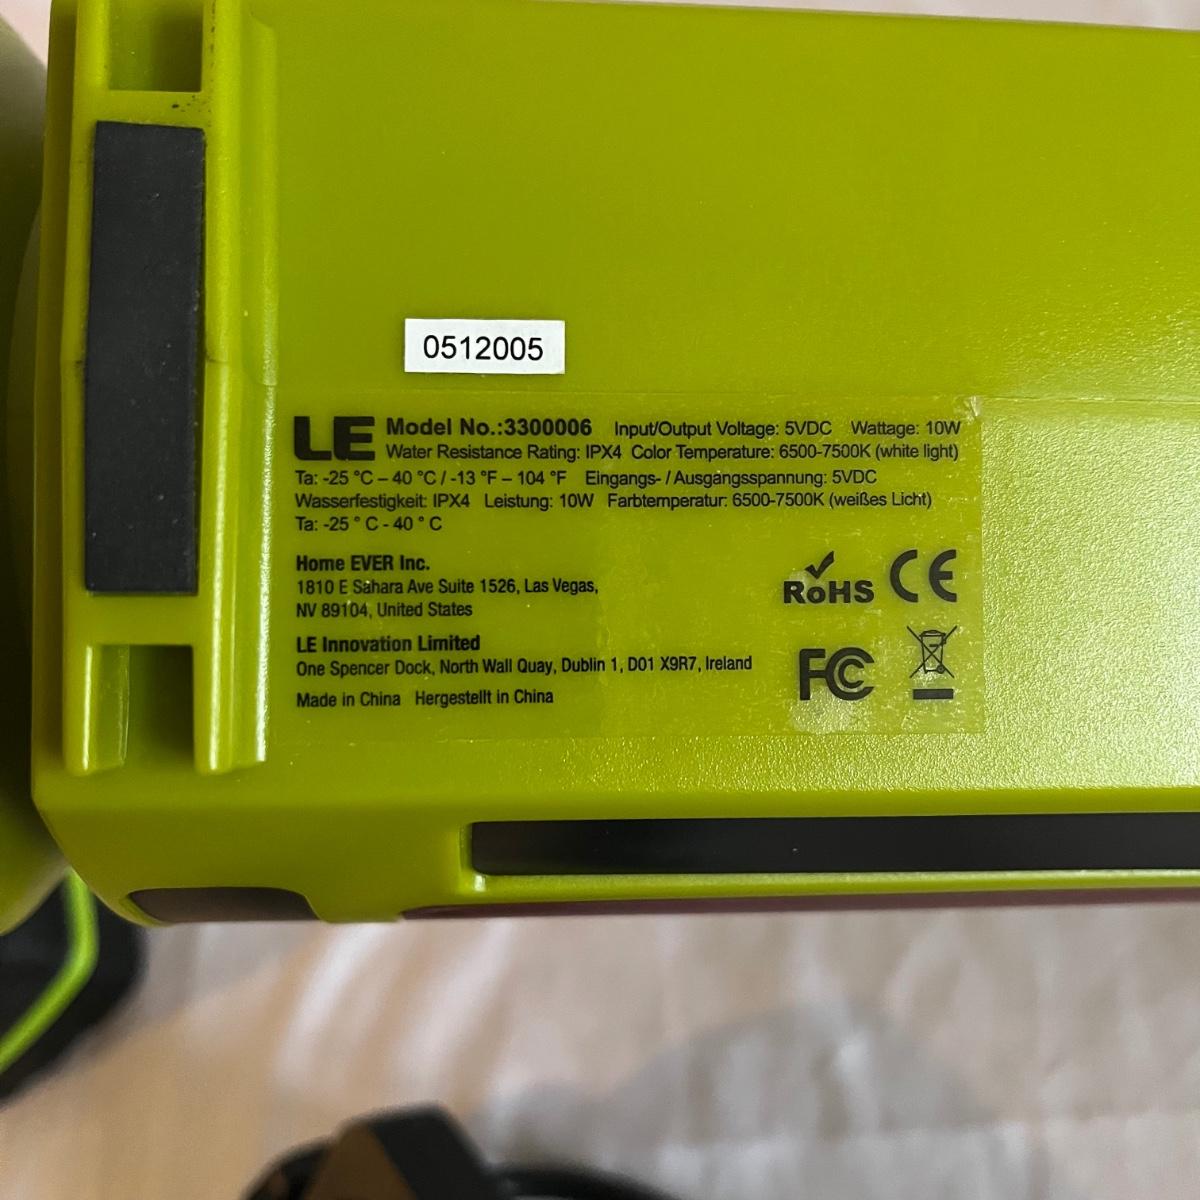 0512005
LE Model No.:3300006 Input/Output Voltage: 5VDC Wattage: 10W
Water Resistance Rating: IPX4 Color Temperature: 6500-7500K (white light)
Ta: -25 °C – 40 °C / -13 °F – 104 °F Eingangs- / Ausgangsspannung: 5VDC
Wasserfestigkeit: IPX4 Leistung: 10W Farbtemperatur: 6500-7500K (weißes Licht)
Ta: -25 ° C - 40 ° C
Home EVER Inc.
1810 E Sahara Ave Suite 1526, Las Vegas,
NV 89104, United States
RoHS CE
LE Innovation Limited
One Spencer Dock, North Wall Quay, Dublin 1, D01 X9R7, Ireland
FC
Made in China Hergestellt in China